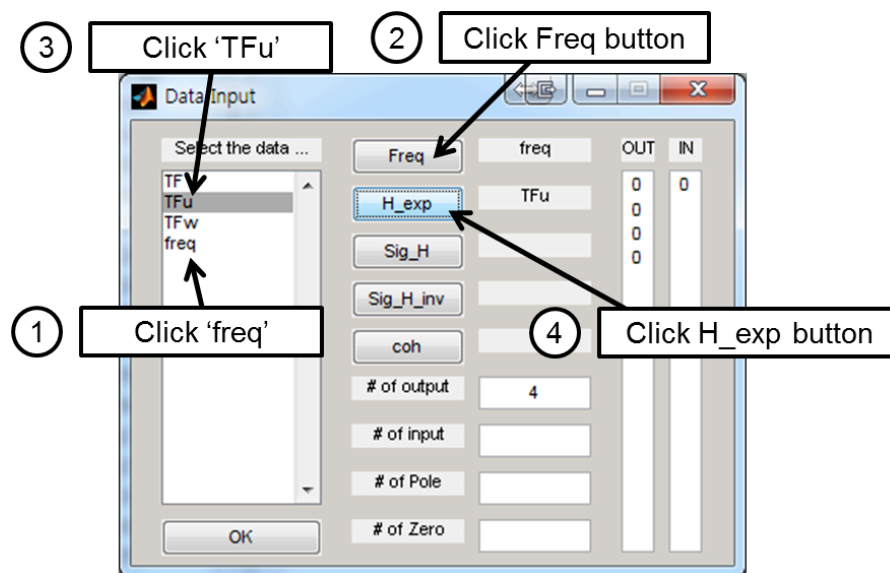 3
Click 'TFu'
2
Click Freq button
Data Input
Select the data ...
Freq
freq
OUT
IN
TF
TFu
TFw
freq
H_exp
TFu
0
0
0
0
0
Sig_H
Sig_H_inv
1
Click 'freq'
4
Click H_exp button
coh
# of output
4
# of input
# of Pole
# of Zero
OK